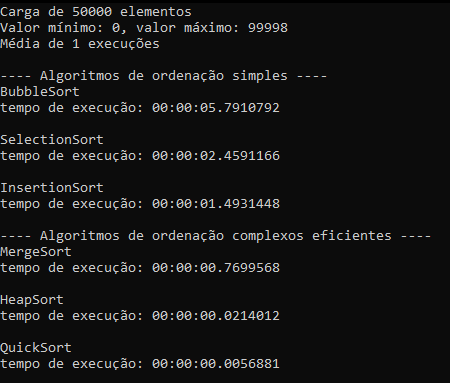 Carga de 50000 elementos
Valor mínimo: 0, valor máximo: 99998
Média de 1 execuções
---- Algoritmos de ordenação simples ----
BubbleSort
tempo de execução: 00:00:05.7910792
SelectionSort
tempo de execução: 00:00:02.4591166
InsertionSort
tempo de execução: 00:00:01.4931448
---- Algoritmos de ordenação complexos eficientes ----
MergeSort
tempo de execução: 00:00:00.7699568
HeapSort
tempo de execução: 00:00:00.0214012
QuickSort
tempo de execução: 00:00:00.0056881